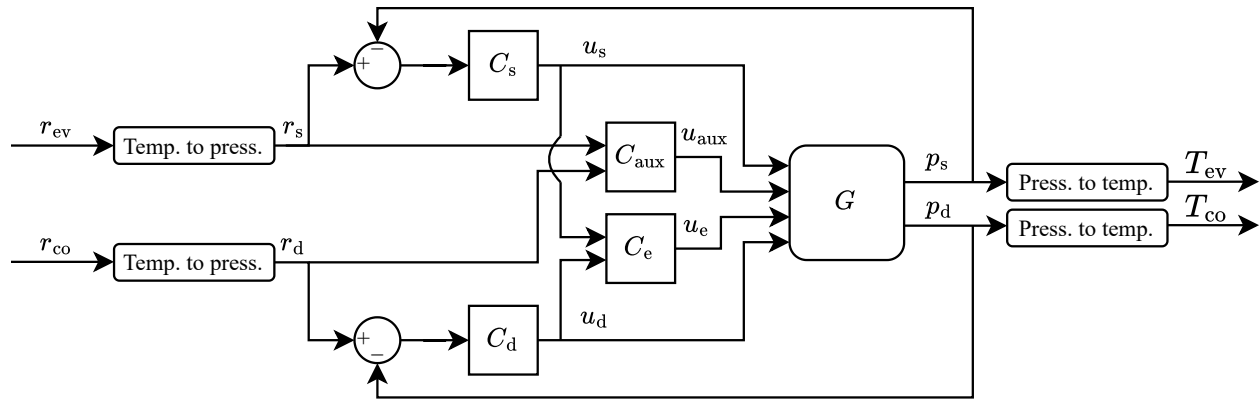 −
+
C_s
u_s
r_ev
Temp. to press.
r_s
C_aux
u_aux
G
p_s
Press. to temp.
T_ev
p_d
Press. to temp.
T_co
C_e
u_e
r_co
Temp. to press.
r_d
+
−
C_d
u_d